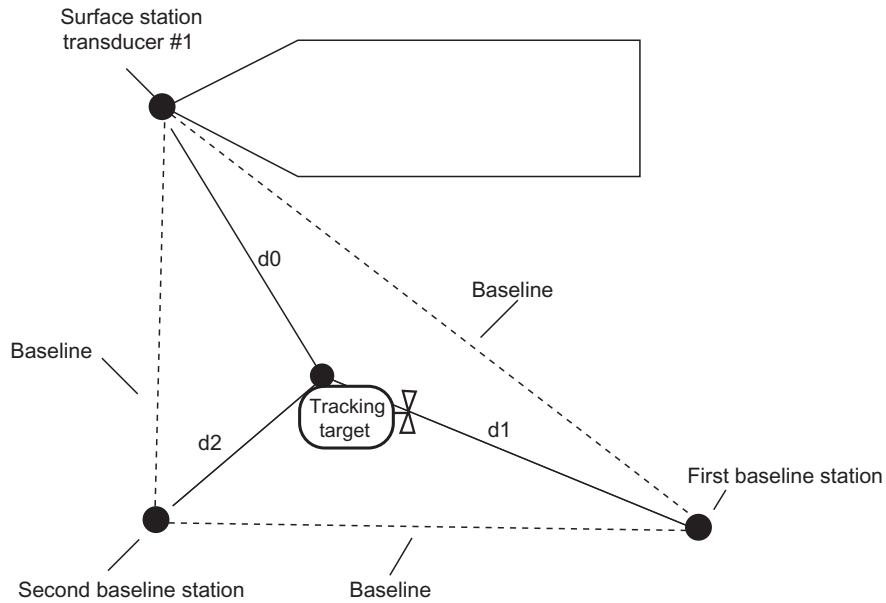 Surface station
transducer #1
d0
Baseline
Baseline
Tracking
target
d1
d2
First baseline station
Second baseline station
Baseline